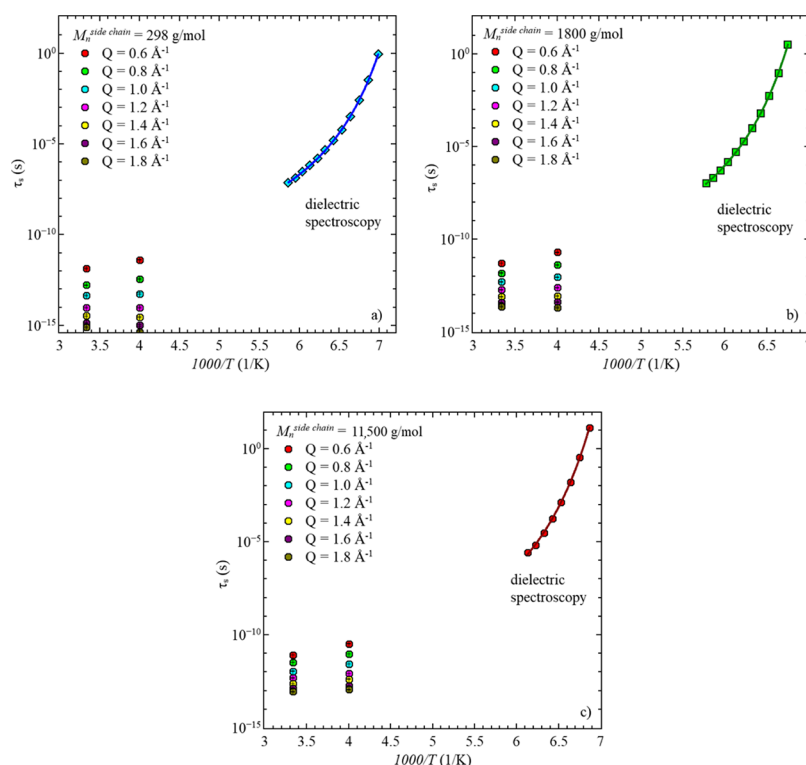 Mₙ side chain = 298 g/mol
Q = 0.6 Å⁻¹
Q = 0.8 Å⁻¹
Q = 1.0 Å⁻¹
Q = 1.2 Å⁻¹
Q = 1.4 Å⁻¹
Q = 1.6 Å⁻¹
Q = 1.8 Å⁻¹
dielectric
spectroscopy
a)
10⁰
10⁻⁵
10⁻¹⁰
10⁻¹⁵
τₛ (s)
3 3.5 4 4.5 5 5.5 6 6.5 7
1000/T (1/K)
Mₙ side chain = 1800 g/mol
Q = 0.6 Å⁻¹
Q = 0.8 Å⁻¹
Q = 1.0 Å⁻¹
Q = 1.2 Å⁻¹
Q = 1.4 Å⁻¹
Q = 1.6 Å⁻¹
Q = 1.8 Å⁻¹
dielectric
spectroscopy
b)
10⁰
10⁻⁵
10⁻¹⁰
10⁻¹⁵
τₛ (s)
3 3.5 4 4.5 5 5.5 6 6.5 7
1000/T (1/K)
Mₙ side chain = 11,500 g/mol
Q = 0.6 Å⁻¹
Q = 0.8 Å⁻¹
Q = 1.0 Å⁻¹
Q = 1.2 Å⁻¹
Q = 1.4 Å⁻¹
Q = 1.6 Å⁻¹
Q = 1.8 Å⁻¹
dielectric
spectroscopy
c)
10⁰
10⁻⁵
10⁻¹⁰
10⁻¹⁵
τₛ (s)
3 3.5 4 4.5 5 5.5 6 6.5 7
1000/T (1/K)